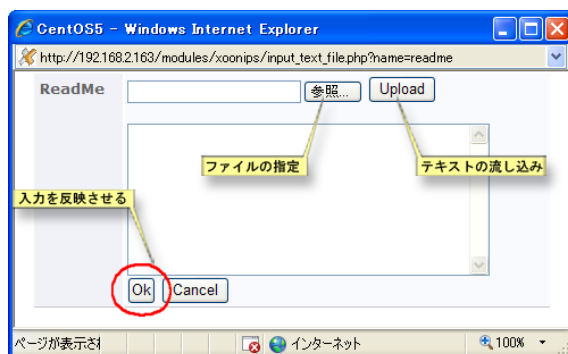 CentOS5 - Windows Internet Explorer
http://192.168.2.163/modules/xoonips/input_text_file.php?name=readme
ReadMe
参照...
Upload
ファイルの指定
テキストの流し込み
入力を反映させる
Ok
Cancel
ページが表示され
インターネット
100%